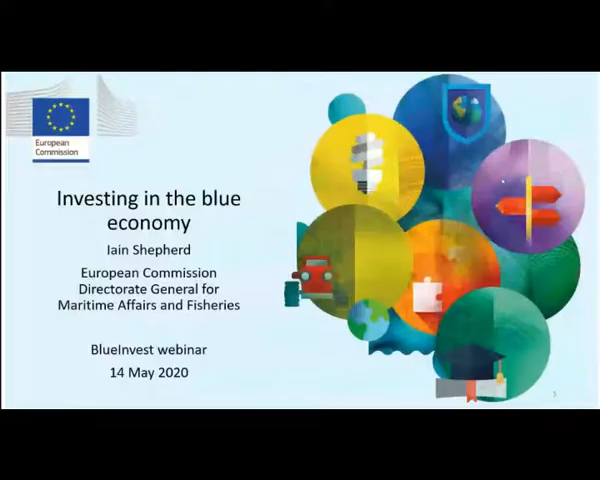 European
Commission
Investing in the blue
economy
Iain Shepherd
European Commission
Directorate General for
Maritime Affairs and Fisheries
BlueInvest webinar
14 May 2020